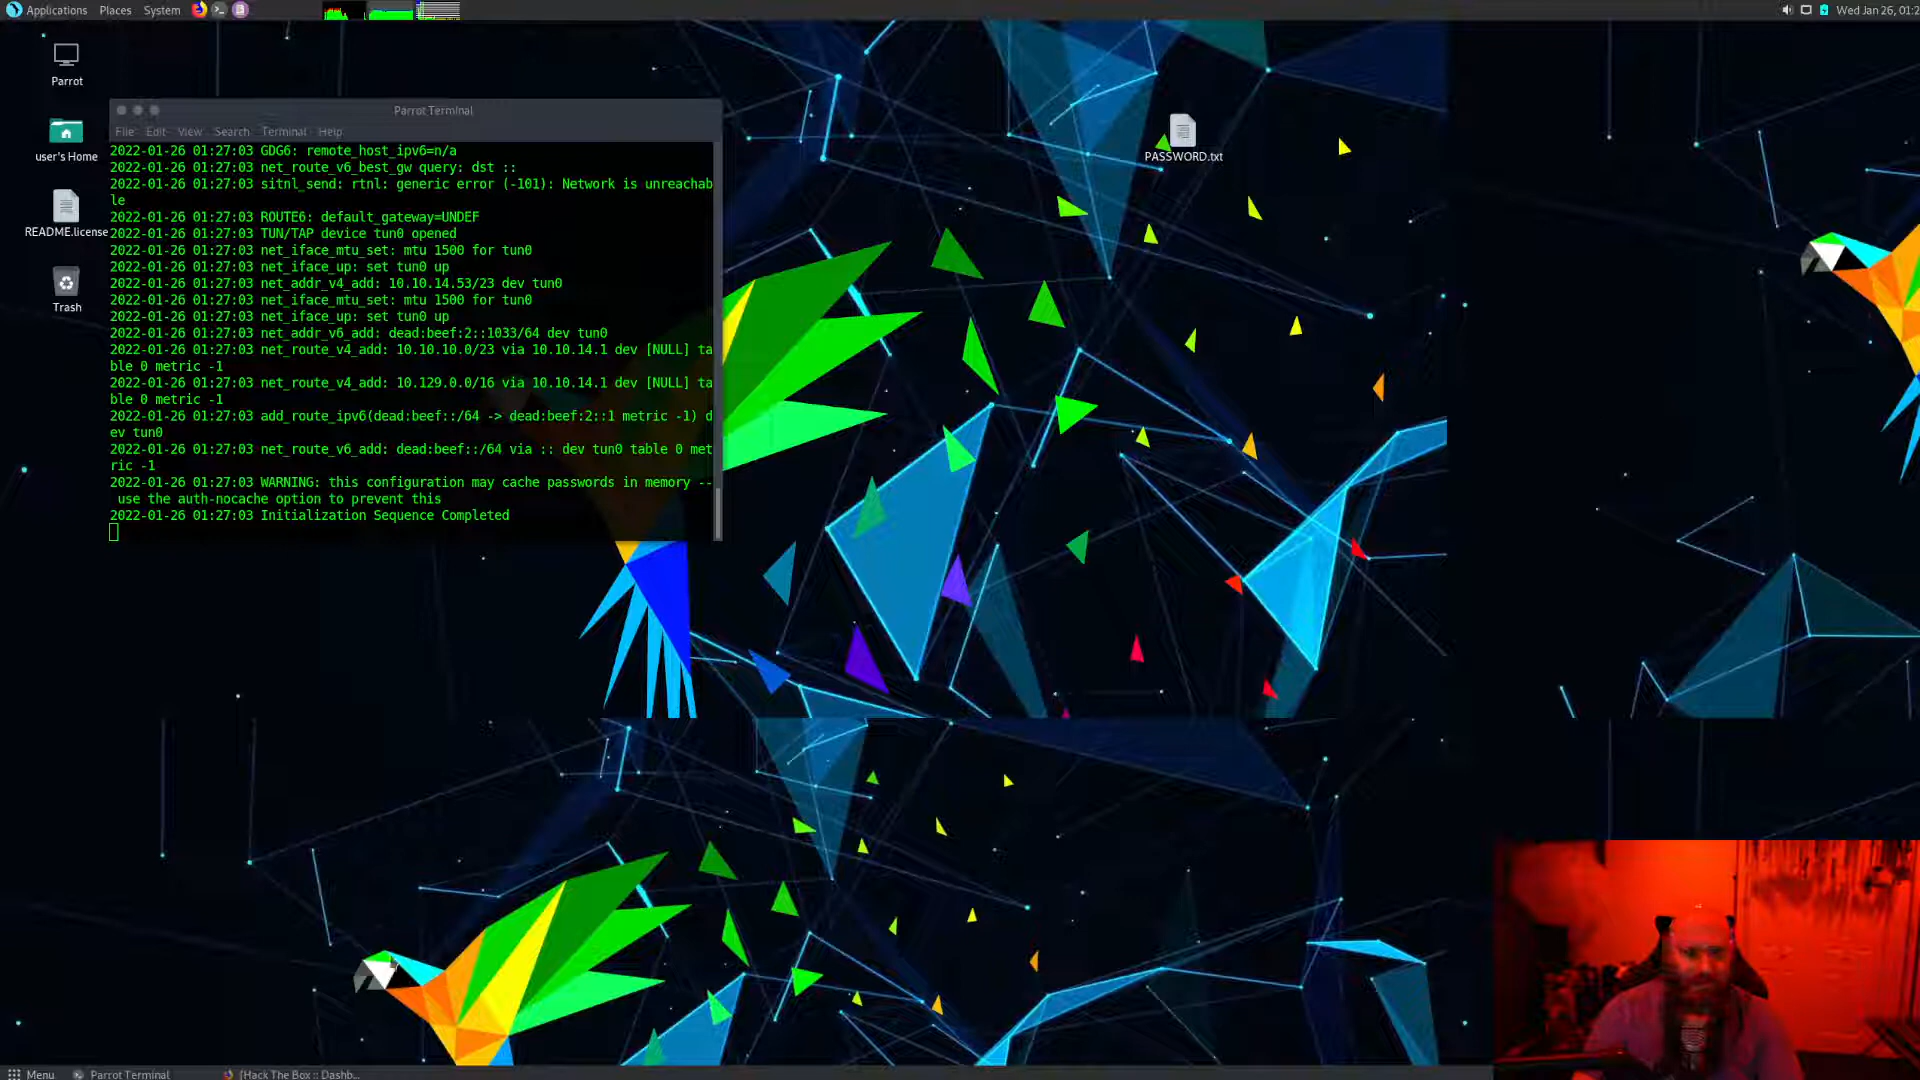 Applications Places System
Wed Jan 26, 01:2
Parrot
PASSWORD.txt
user's Home
README.license
Trash
Parrot Terminal
File Edit View Search Terminal Help
2022-01-26 01:27:03 GDG6: remote_host_ipv6=n/a
2022-01-26 01:27:03 net_route_v6_best_gw query: dst ::
2022-01-26 01:27:03 sitnl_send: rtnl: generic error (-101): Network is unreachab
le
2022-01-26 01:27:03 ROUTE6: default_gateway=UNDEF
2022-01-26 01:27:03 TUN/TAP device tun0 opened
2022-01-26 01:27:03 net_iface_mtu_set: mtu 1500 for tun0
2022-01-26 01:27:03 net_iface_up: set tun0 up
2022-01-26 01:27:03 net_addr_v4_add: 10.10.14.53/23 dev tun0
2022-01-26 01:27:03 net_iface_mtu_set: mtu 1500 for tun0
2022-01-26 01:27:03 net_iface_up: set tun0 up
2022-01-26 01:27:03 net_addr_v6_add: dead:beef:2::1033/64 dev tun0
2022-01-26 01:27:03 net_route_v4_add: 10.10.10.0/23 via 10.10.14.1 dev [NULL] ta
ble 0 metric -1
2022-01-26 01:27:03 net_route_v4_add: 10.129.0.0/16 via 10.10.14.1 dev [NULL] ta
ble 0 metric -1
2022-01-26 01:27:03 add_route_ipv6(dead:beef::/64 -> dead:beef:2::1 metric -1) d
ev tun0
2022-01-26 01:27:03 net_route_v6_add: dead:beef::/64 via :: dev tun0 table 0 met
ric -1
2022-01-26 01:27:03 WARNING: this configuration may cache passwords in memory --
 use the auth-nocache option to prevent this
2022-01-26 01:27:03 Initialization Sequence Completed
Menu Parrot Terminal [Hack The Box :: Dashb...